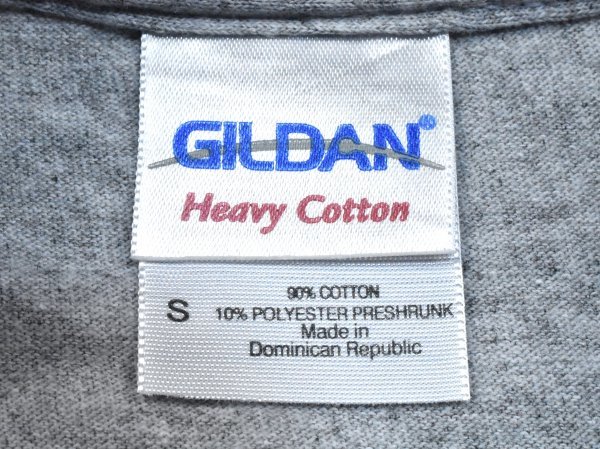 GILDAN®
Heavy Cotton
S
90% COTTON
10% POLYESTER PRESHRUNK
Made in
Dominican Republic